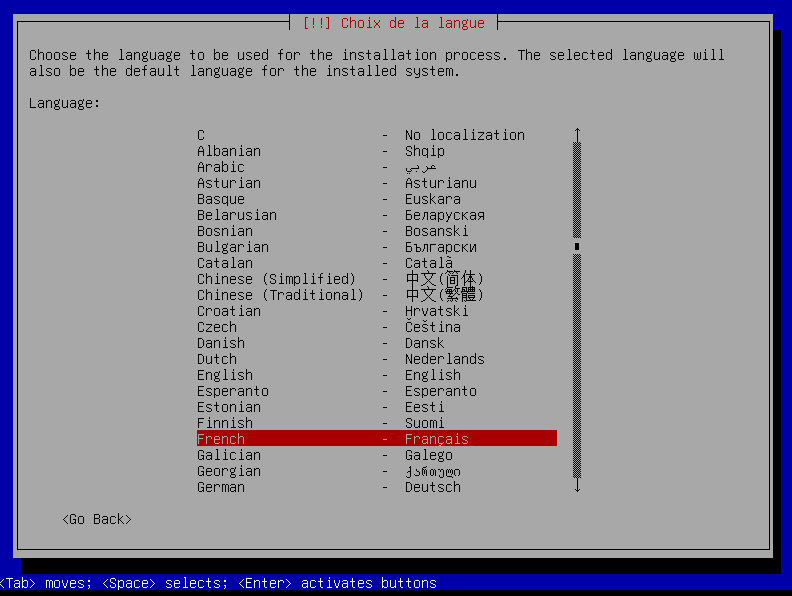 [!!] Choix de la langue
Choose the language to be used for the installation process. The selected language will
also be the default language for the installed system.
Language:
C - No localization
Albanian - Shqip
Arabic - عربي
Asturian - Asturianu
Basque - Euskara
Belarusian - Беларуская
Bosnian - Bosanski
Bulgarian - Български
Catalan - Català
Chinese (Simplified) - 中文(简体)
Chinese (Traditional) - 中文(繁體)
Croatian - Hrvatski
Czech - Čeština
Danish - Dansk
Dutch - Nederlands
English - English
Esperanto - Esperanto
Estonian - Eesti
Finnish - Suomi
French - Français
Galician - Galego
Georgian - ქართული
German - Deutsch
<Go Back>
<Tab> moves; <Space> selects; <Enter> activates buttons